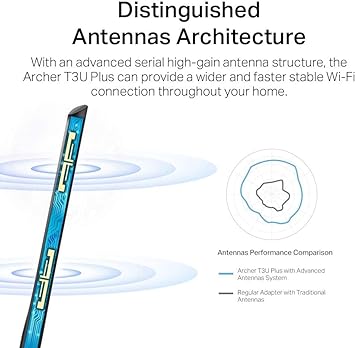 Distinguished
Antennas Architecture
With an advanced serial high-gain antenna structure, the
Archer T3U Plus can provide a wider and faster stable Wi-Fi
connection throughout your home.
Antennas Performance Comparison
Archer T3U Plus with Advanced
Antennas System
Regular Adapter with Traditional
Antennas